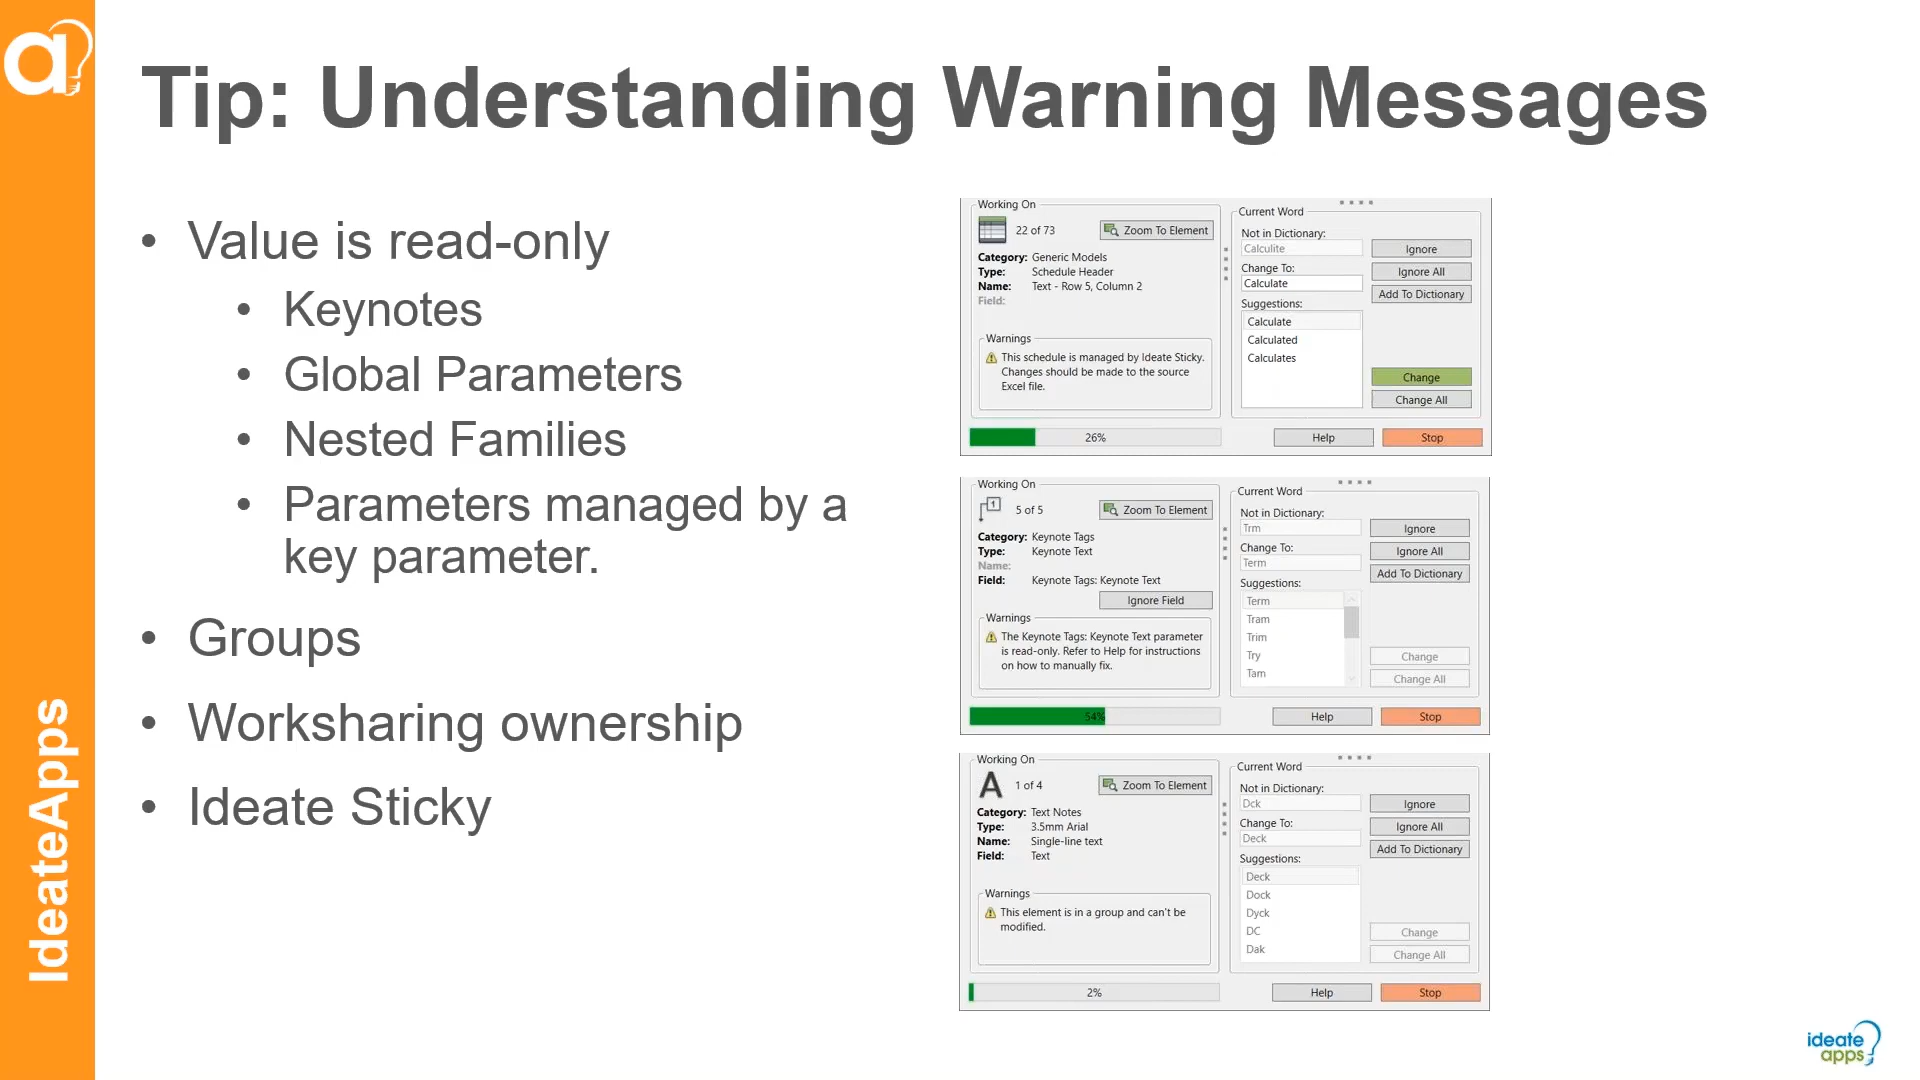 Tip: Understanding Warning Messages
• Value is read-only
• Keynotes
• Global Parameters
• Nested Families
• Parameters managed by a
key parameter.
• Groups
• Worksharing ownership
• Ideate Sticky
IdeateApps
Working On
22 of 73
Zoom To Element
Category: Generic Models
Type: Schedule Header
Name: Text - Row 5, Column 2
Field:
Warnings
This schedule is managed by Ideate Sticky.
Changes should be made to the source
Excel file.
26%
Current Word
Not in Dictionary:
Calculite
Ignore
Change To:
Ignore All
Calculate
Add To Dictionary
Suggestions:
Calculate
Calculated
Calculates
Change
Change All
Help
Stop
Working On
5 of 5
Zoom To Element
Category: Keynote Tags
Type: Keynote Text
Name:
Field: Keynote Tags: Keynote Text
Ignore Field
Warnings
The Keynote Tags: Keynote Text parameter
is read-only. Refer to Help for instructions
on how to manually fix.
54%
Current Word
Not in Dictionary:
Trm
Ignore
Change To:
Ignore All
Term
Add To Dictionary
Suggestions:
Term
Tram
Trim
Try
Tam
Change
Change All
Help
Stop
Working On
A
1 of 4
Zoom To Element
Category: Text Notes
Type: 3.5mm Arial
Name: Single-line text
Field: Text
Warnings
This element is in a group and can't be
modified.
2%
Current Word
Not in Dictionary:
Dck
Ignore
Change To:
Ignore All
Deck
Add To Dictionary
Suggestions:
Deck
Dock
Dyck
DC
Dak
Change
Change All
Help
Stop
ideate
apps